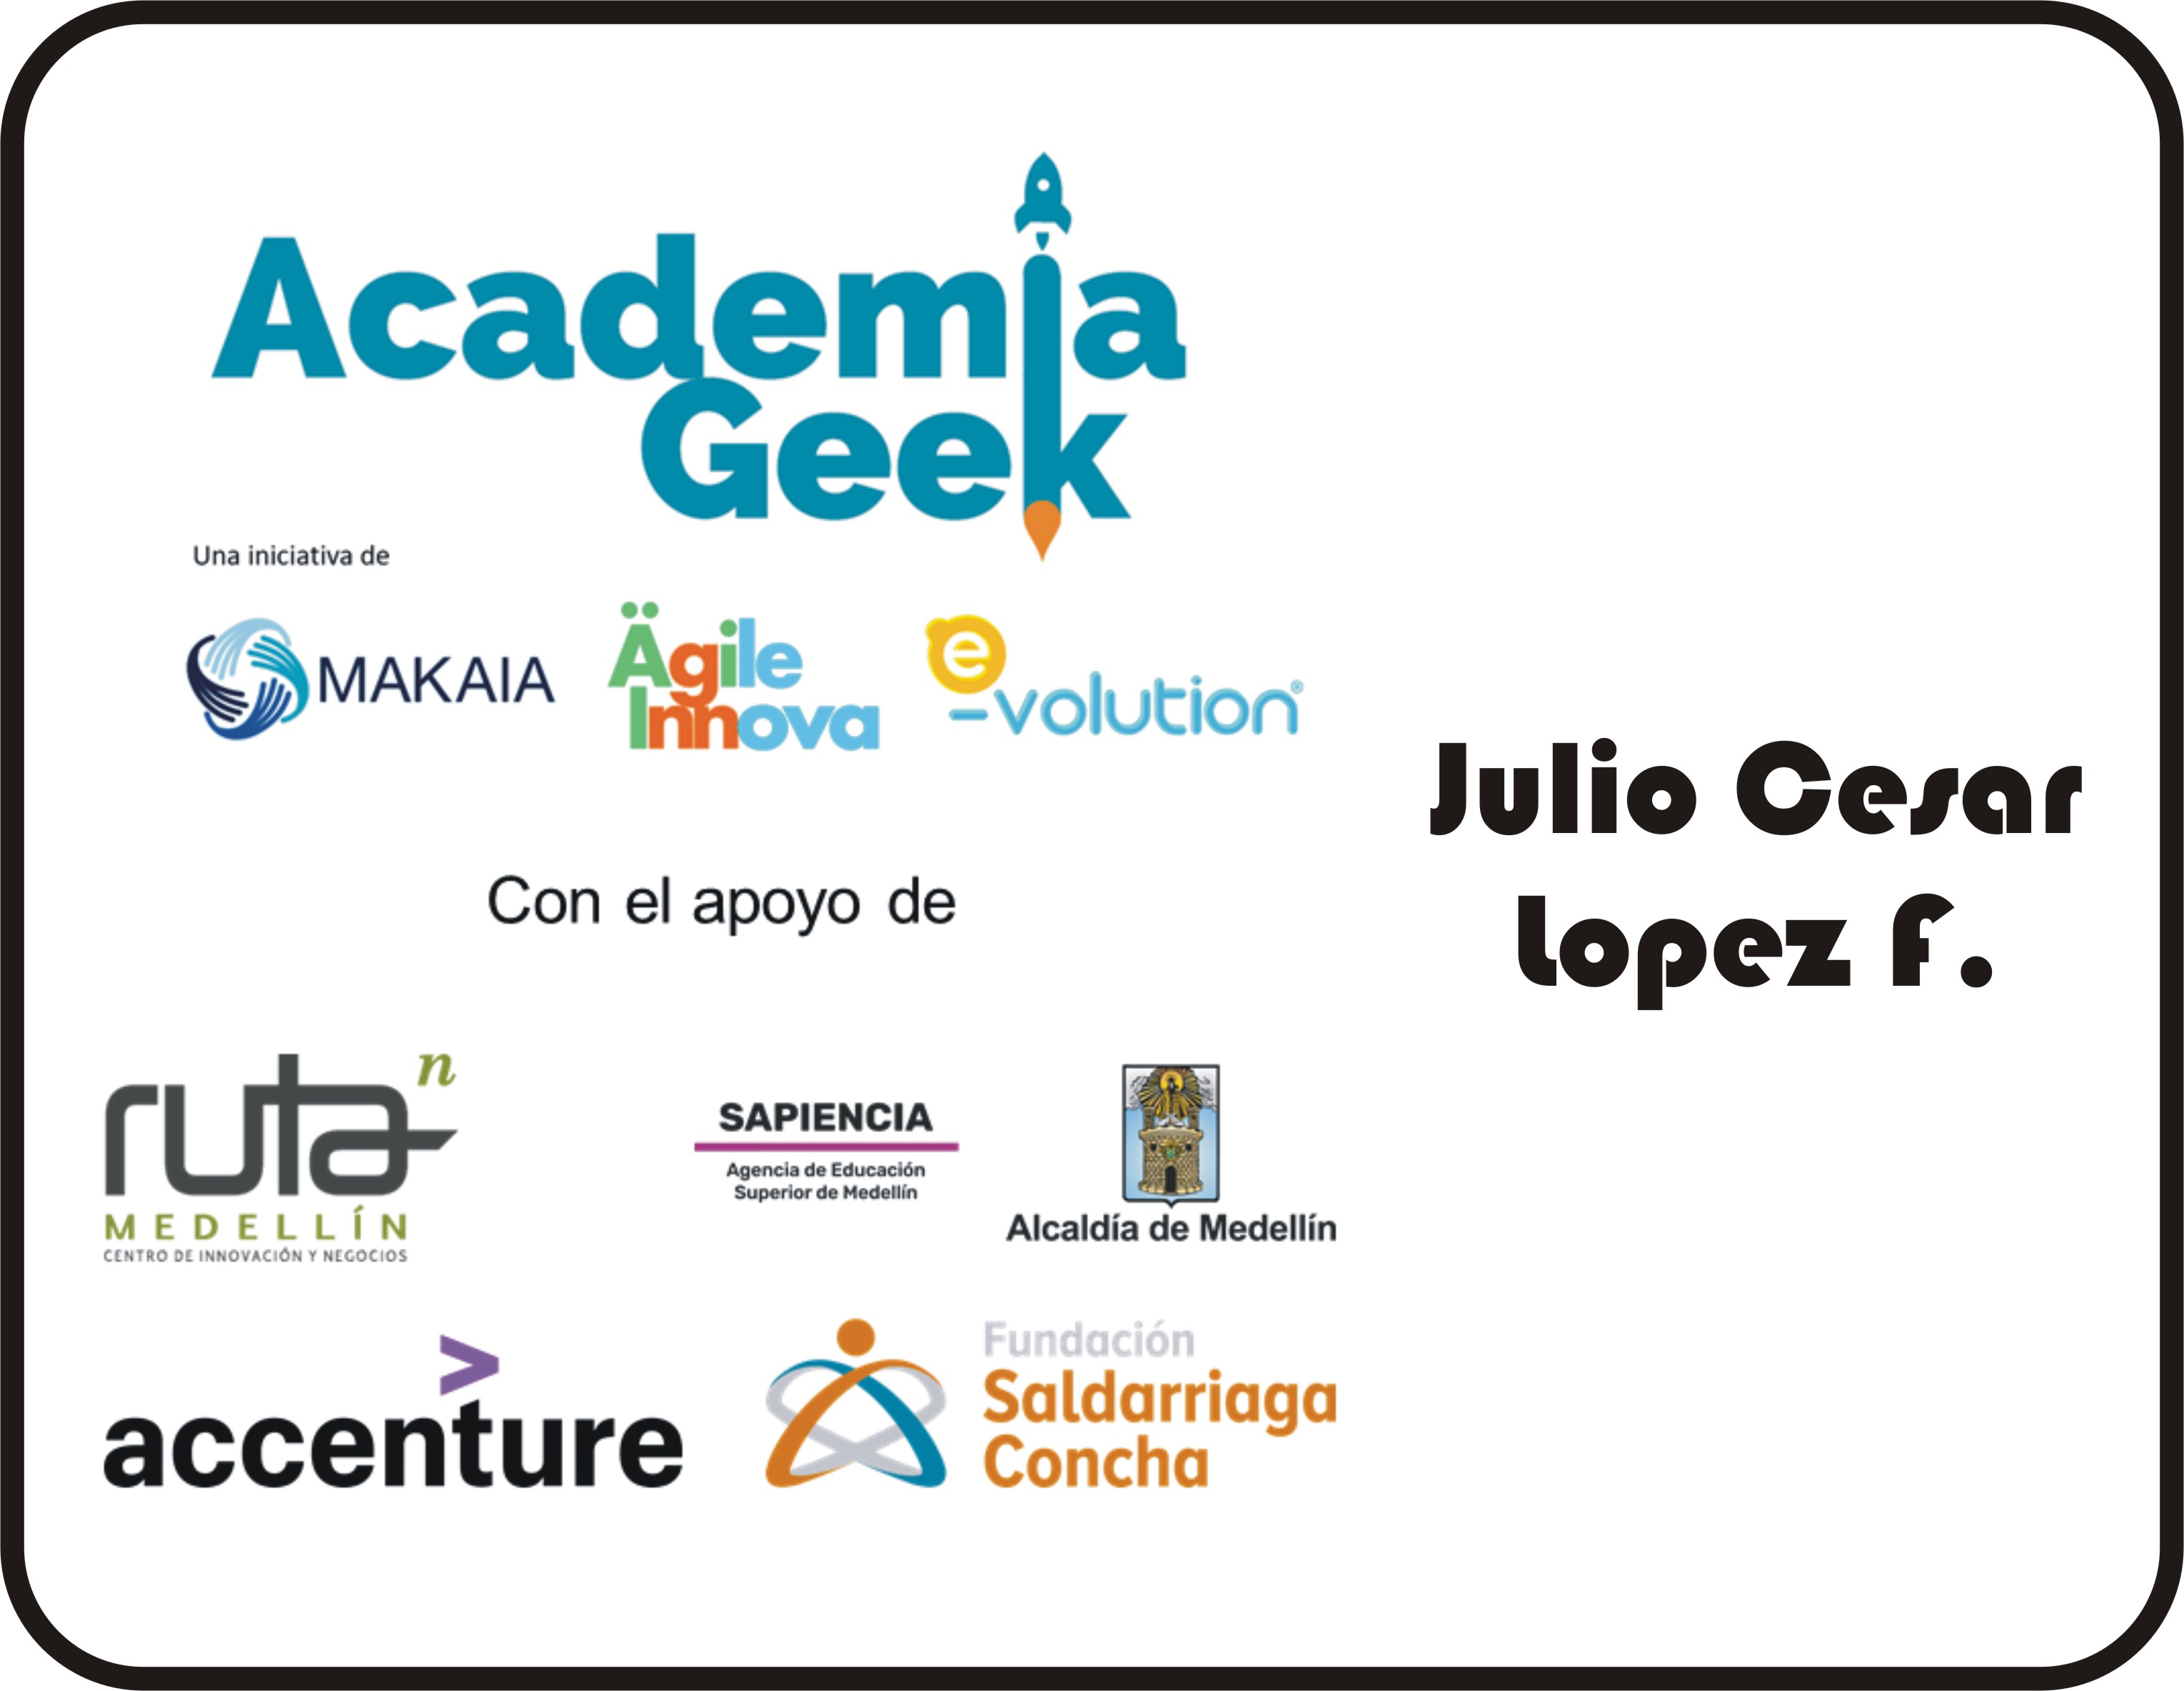 Academia
Geek
Una iniciativa de
MAKAIA
Ägile
Innova
e
-volution®
Julio Cesar
Lopez F.
Con el apoyo de
ruta n
MEDELLÍN
CENTRO DE INNOVACIÓN Y NEGOCIOS
SAPIENCIA
Agencia de Educación
Superior de Medellín
Alcaldía de Medellín
>
accenture
Fundación
Saldarriaga
Concha